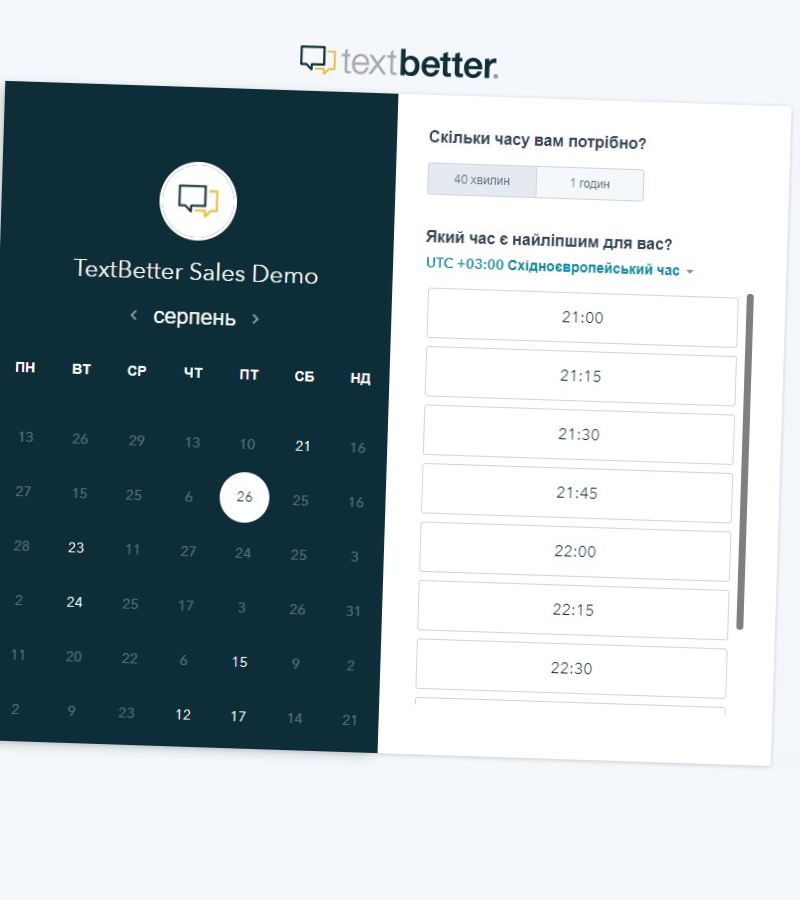 textbetter.
TextBetter Sales Demo
серпень
ПН ВТ СР ЧТ ПТ СБ НД
13 26 29 13 10 21 16
27 15 25 6 26 25 16
28 23 11 27 24 25 3
2 24 25 17 3 26 31
11 20 22 6 15 9 2
2 9 23 12 17 14 21
Скільки часу вам потрібно?
40 хвилин 1 годин
Який час є найліпшим для вас?
UTC +03:00 Східноєвропейський час
21:00
21:15
21:30
21:45
22:00
22:15
22:30